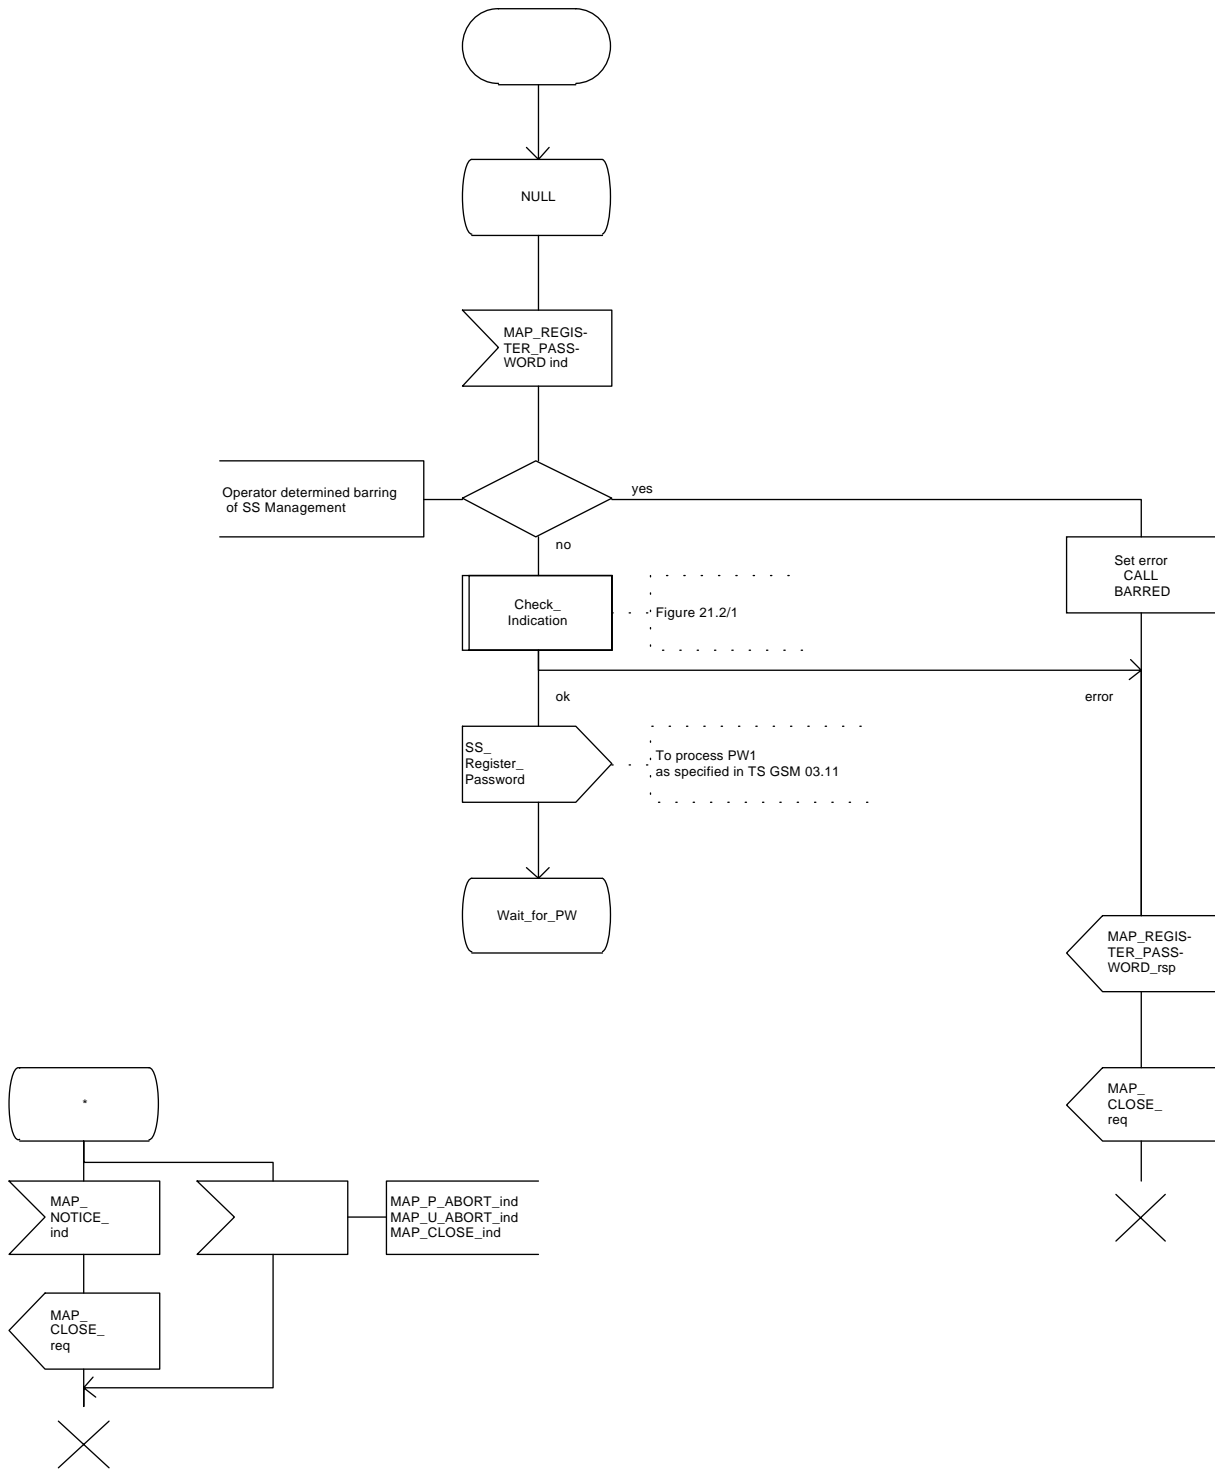 NULL
MAP_REGIS-
TER_PASS-
WORD ind
Operator determined barring
of SS Management
yes
no
Set error
CALL
BARRED
Check_
Indication
Figure 21.2/1
ok
error
SS_
Register_
Password
To process PW1
as specified in TS GSM 03.11
Wait_for_PW
MAP_REGIS-
TER_PASS-
WORD_rsp
MAP_
CLOSE_
req
*
MAP_
NOTICE_
ind
MAP_P_ABORT_ind
MAP_U_ABORT_ind
MAP_CLOSE_ind
MAP_
CLOSE_
req